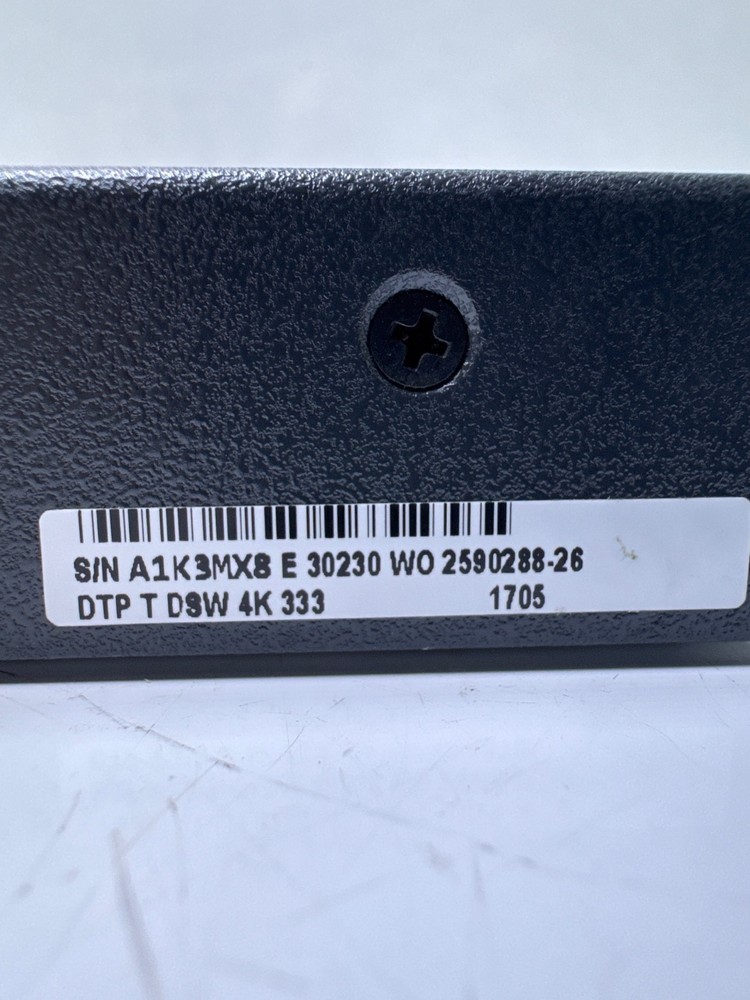 S/N A1K3MX8 E 30230 WO 2590288-26
DTP T DSW 4K 333 1705